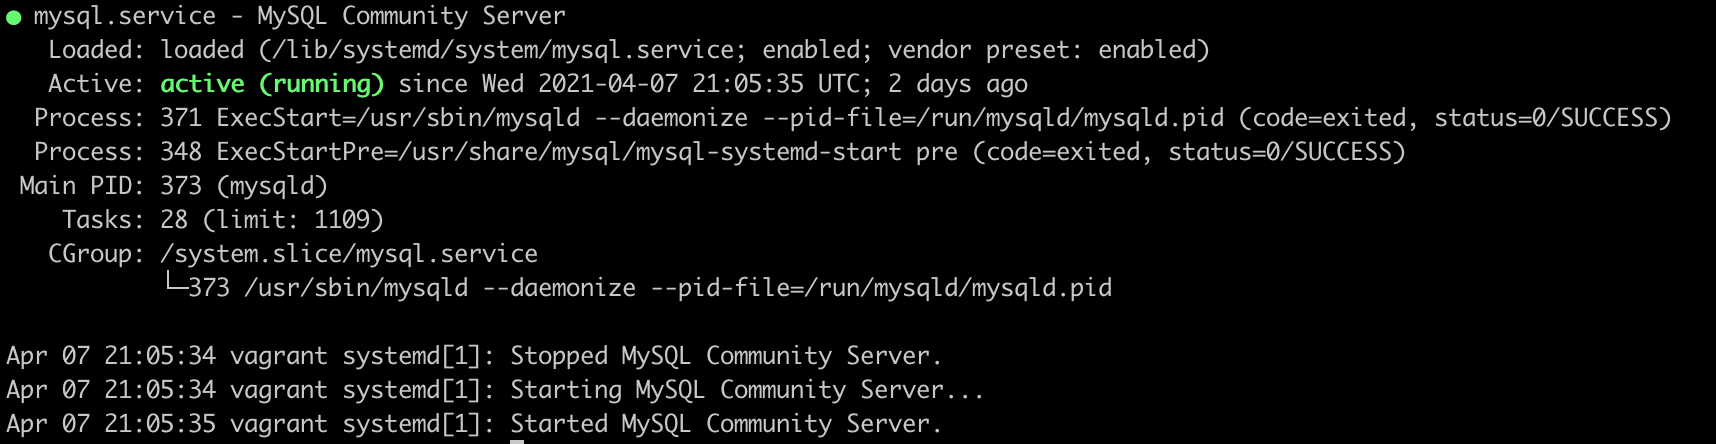 ● mysql.service - MySQL Community Server
   Loaded: loaded (/lib/systemd/system/mysql.service; enabled; vendor preset: enabled)
   Active: active (running) since Wed 2021-04-07 21:05:35 UTC; 2 days ago
  Process: 371 ExecStart=/usr/sbin/mysqld --daemonize --pid-file=/run/mysqld/mysqld.pid (code=exited, status=0/SUCCESS)
  Process: 348 ExecStartPre=/usr/share/mysql/mysql-systemd-start pre (code=exited, status=0/SUCCESS)
 Main PID: 373 (mysqld)
    Tasks: 28 (limit: 1109)
   CGroup: /system.slice/mysql.service
           └─373 /usr/sbin/mysqld --daemonize --pid-file=/run/mysqld/mysqld.pid

Apr 07 21:05:34 vagrant systemd[1]: Stopped MySQL Community Server.
Apr 07 21:05:34 vagrant systemd[1]: Starting MySQL Community Server...
Apr 07 21:05:35 vagrant systemd[1]: Started MySQL Community Server.